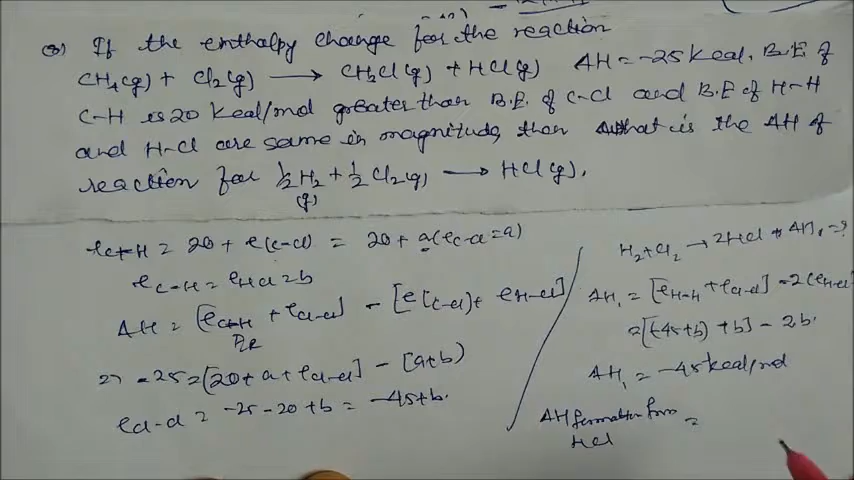 Q) If the enthalpy change for the reaction
CH₄(g) + Cl₂(g) → CH₃Cl(g) + HCl(g) ΔH = -25 Kcal. B.E of
C-H is 20 Kcal/mol greater than B.E. of C-Cl and B.E of H-H
and H-Cl are same in magnitude, then what is the ΔH of
reaction for ½H₂ + ½Cl₂(g) → HCl(g).
(g)
eC-H = 20 + e(C-Cl) = 20 + a (eC-Cl = a)
eC-H = eHCl = b
ΔH = [eC-H + eCl-Cl] - [e(C-Cl) + eH-Cl]
⇒ -25 = [20 + a + eCl-Cl] - [a+b]
eCl-Cl = -25-20+b = -45+b.
H₂+Cl₂ → 2HCl + ΔH₁ = ?
ΔH₁ = [eH-H + eCl-Cl] - 2(eH-Cl)
= [(-45+b) + b] - 2b.
ΔH₁ = -45 kcal/mol
ΔH formation from
HCl =